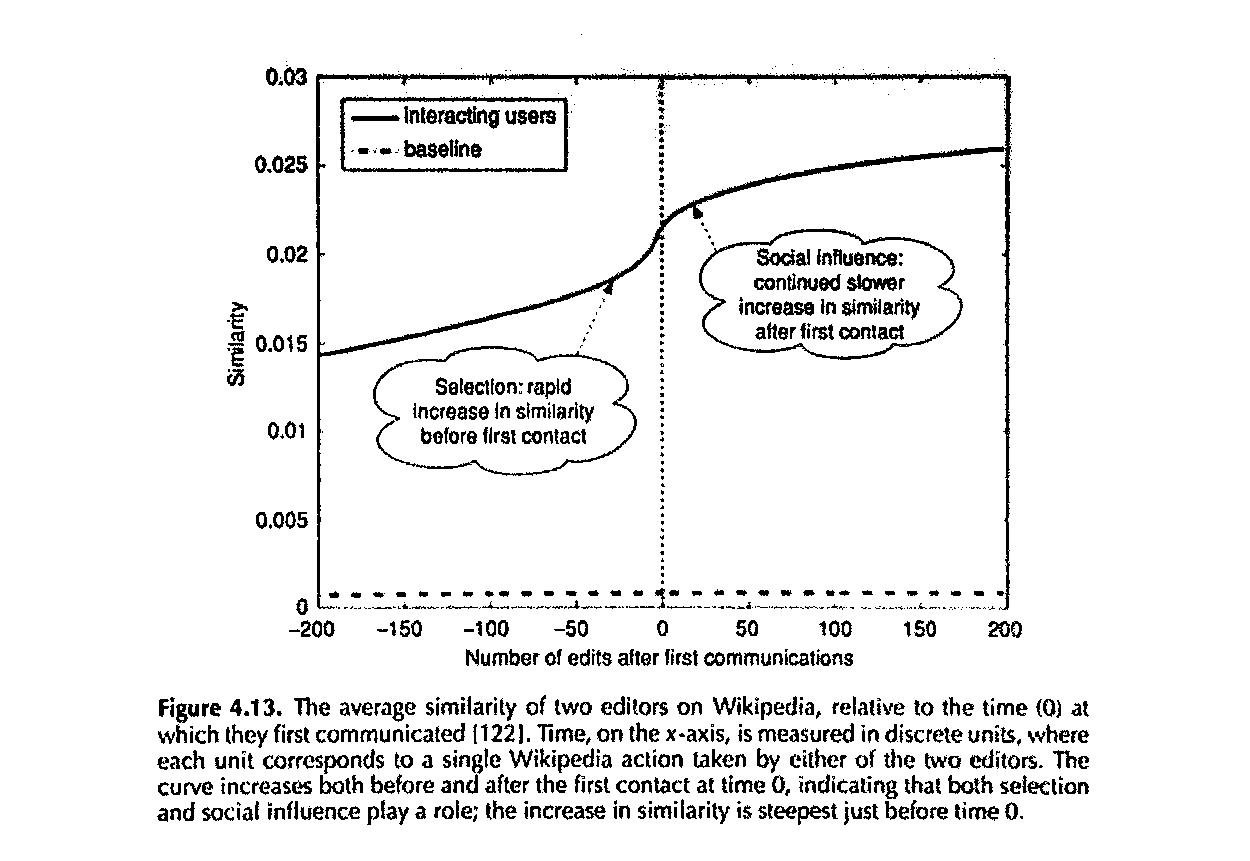 0.03
Interacting users
baseline
0.025
0.02
0.015
0.01
0.005
0
Similarity
Social influence:
continued slower
increase in similarity
after first contact
Selection: rapid
increase in similarity
before first contact
−200 −150 −100 −50 0 50 100 150 200
Number of edits after first communications
Figure 4.13. The average similarity of two editors on Wikipedia, relative to the time (0) at
which they first communicated [122]. Time, on the x-axis, is measured in discrete units, where
each unit corresponds to a single Wikipedia action taken by either of the two editors. The
curve increases both before and after the first contact at time 0, indicating that both selection
and social influence play a role; the increase in similarity is steepest just before time 0.